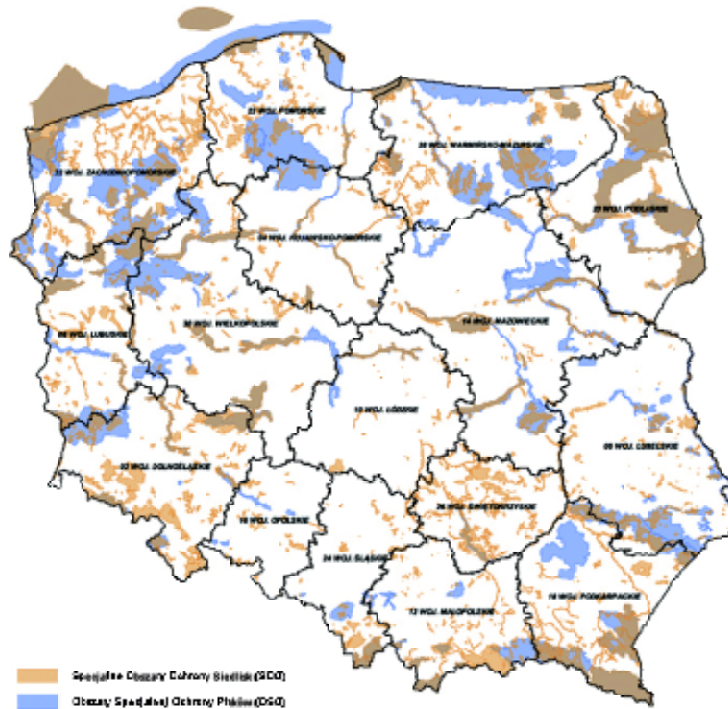 22 WOJ. POMORSKIE
28 WOJ. WARMIŃSKO-MAZURSKIE
32 WOJ. ZACHODNIOPOMORSKIE
20 WOJ. PODLASKIE
04 WOJ. KUJAWSKO-POMORSKIE
14 WOJ. MAZOWIECKIE
30 WOJ. WIELKOPOLSKIE
08 WOJ. LUBUSKIE
10 WOJ. ŁÓDZKIE
06 WOJ. LUBELSKIE
02 WOJ. DOLNOŚLĄSKIE
26 WOJ. ŚWIĘTOKRZYSKIE
16 WOJ. OPOLSKIE
24 WOJ. ŚLĄSKIE
12 WOJ. MAŁOPOLSKIE
18 WOJ. PODKARPACKIE
Specjalne Obszary Ochrony Siedlisk (SOO)
Obszary Specjalnej Ochrony Ptaków (OSO)